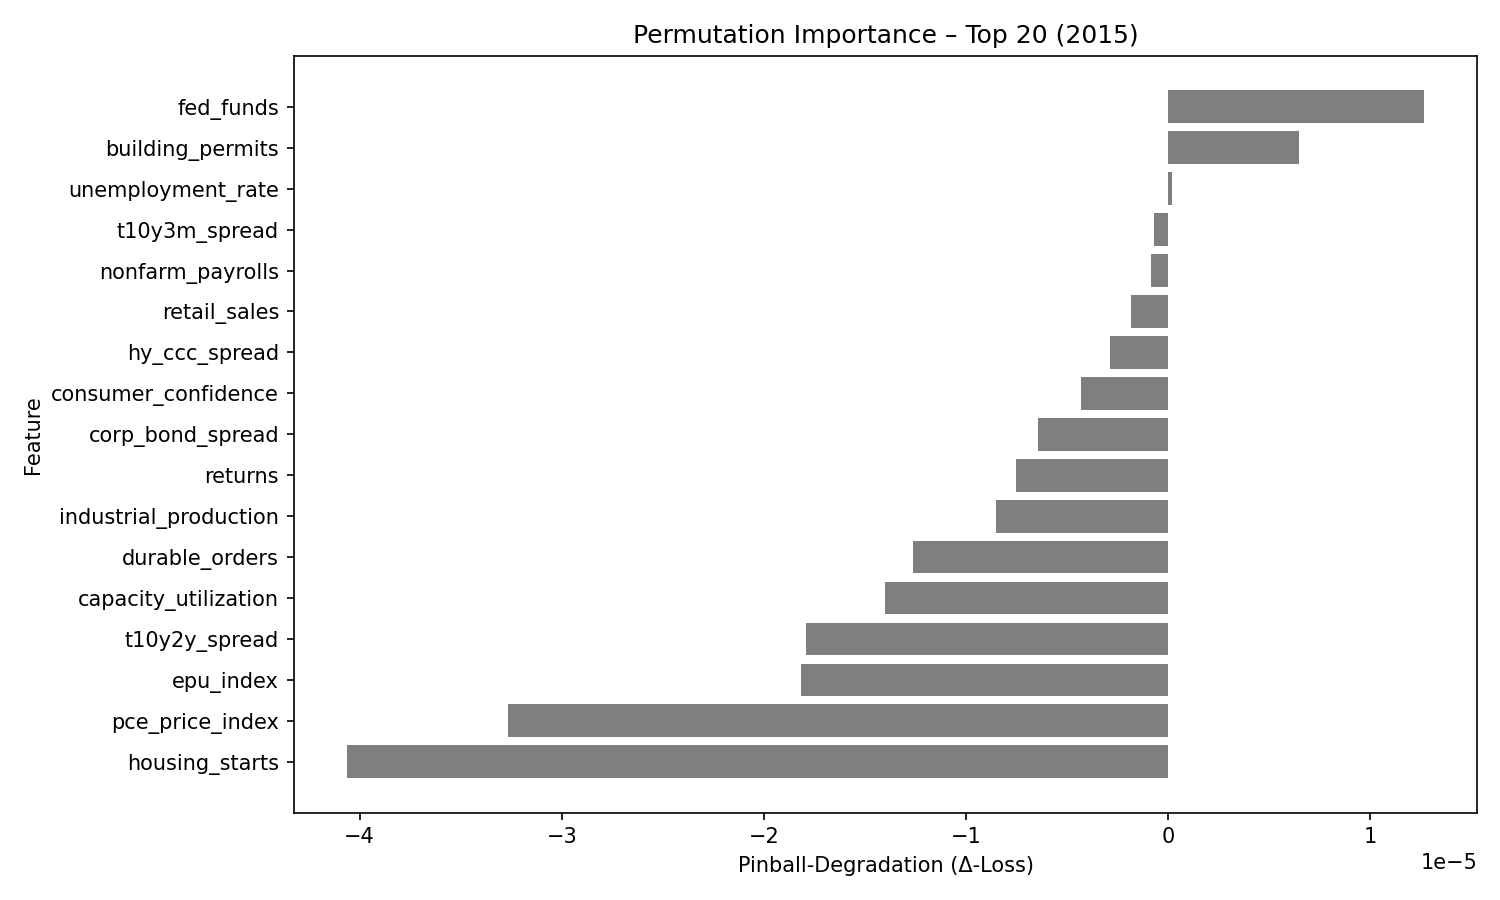 Permutation Importance – Top 20 (2015)
Feature
fed_funds
building_permits
unemployment_rate
t10y3m_spread
nonfarm_payrolls
retail_sales
hy_ccc_spread
consumer_confidence
corp_bond_spread
returns
industrial_production
durable_orders
capacity_utilization
t10y2y_spread
epu_index
pce_price_index
housing_starts
−4 −3 −2 −1 0 1
1e−5
Pinball-Degradation (Δ-Loss)